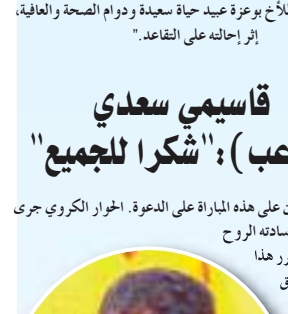 للأخ بوعزة عبيد حياة سعيدة ودوام الصحة والعافية،
إثر إحالته على التقاعد."
قاسيمي سعدي
عب):"شكرا للجميع"
ن على هذه المباراة على الدعوة. الحوار الكروي جرى
سادته الروح
رر هذا
ق